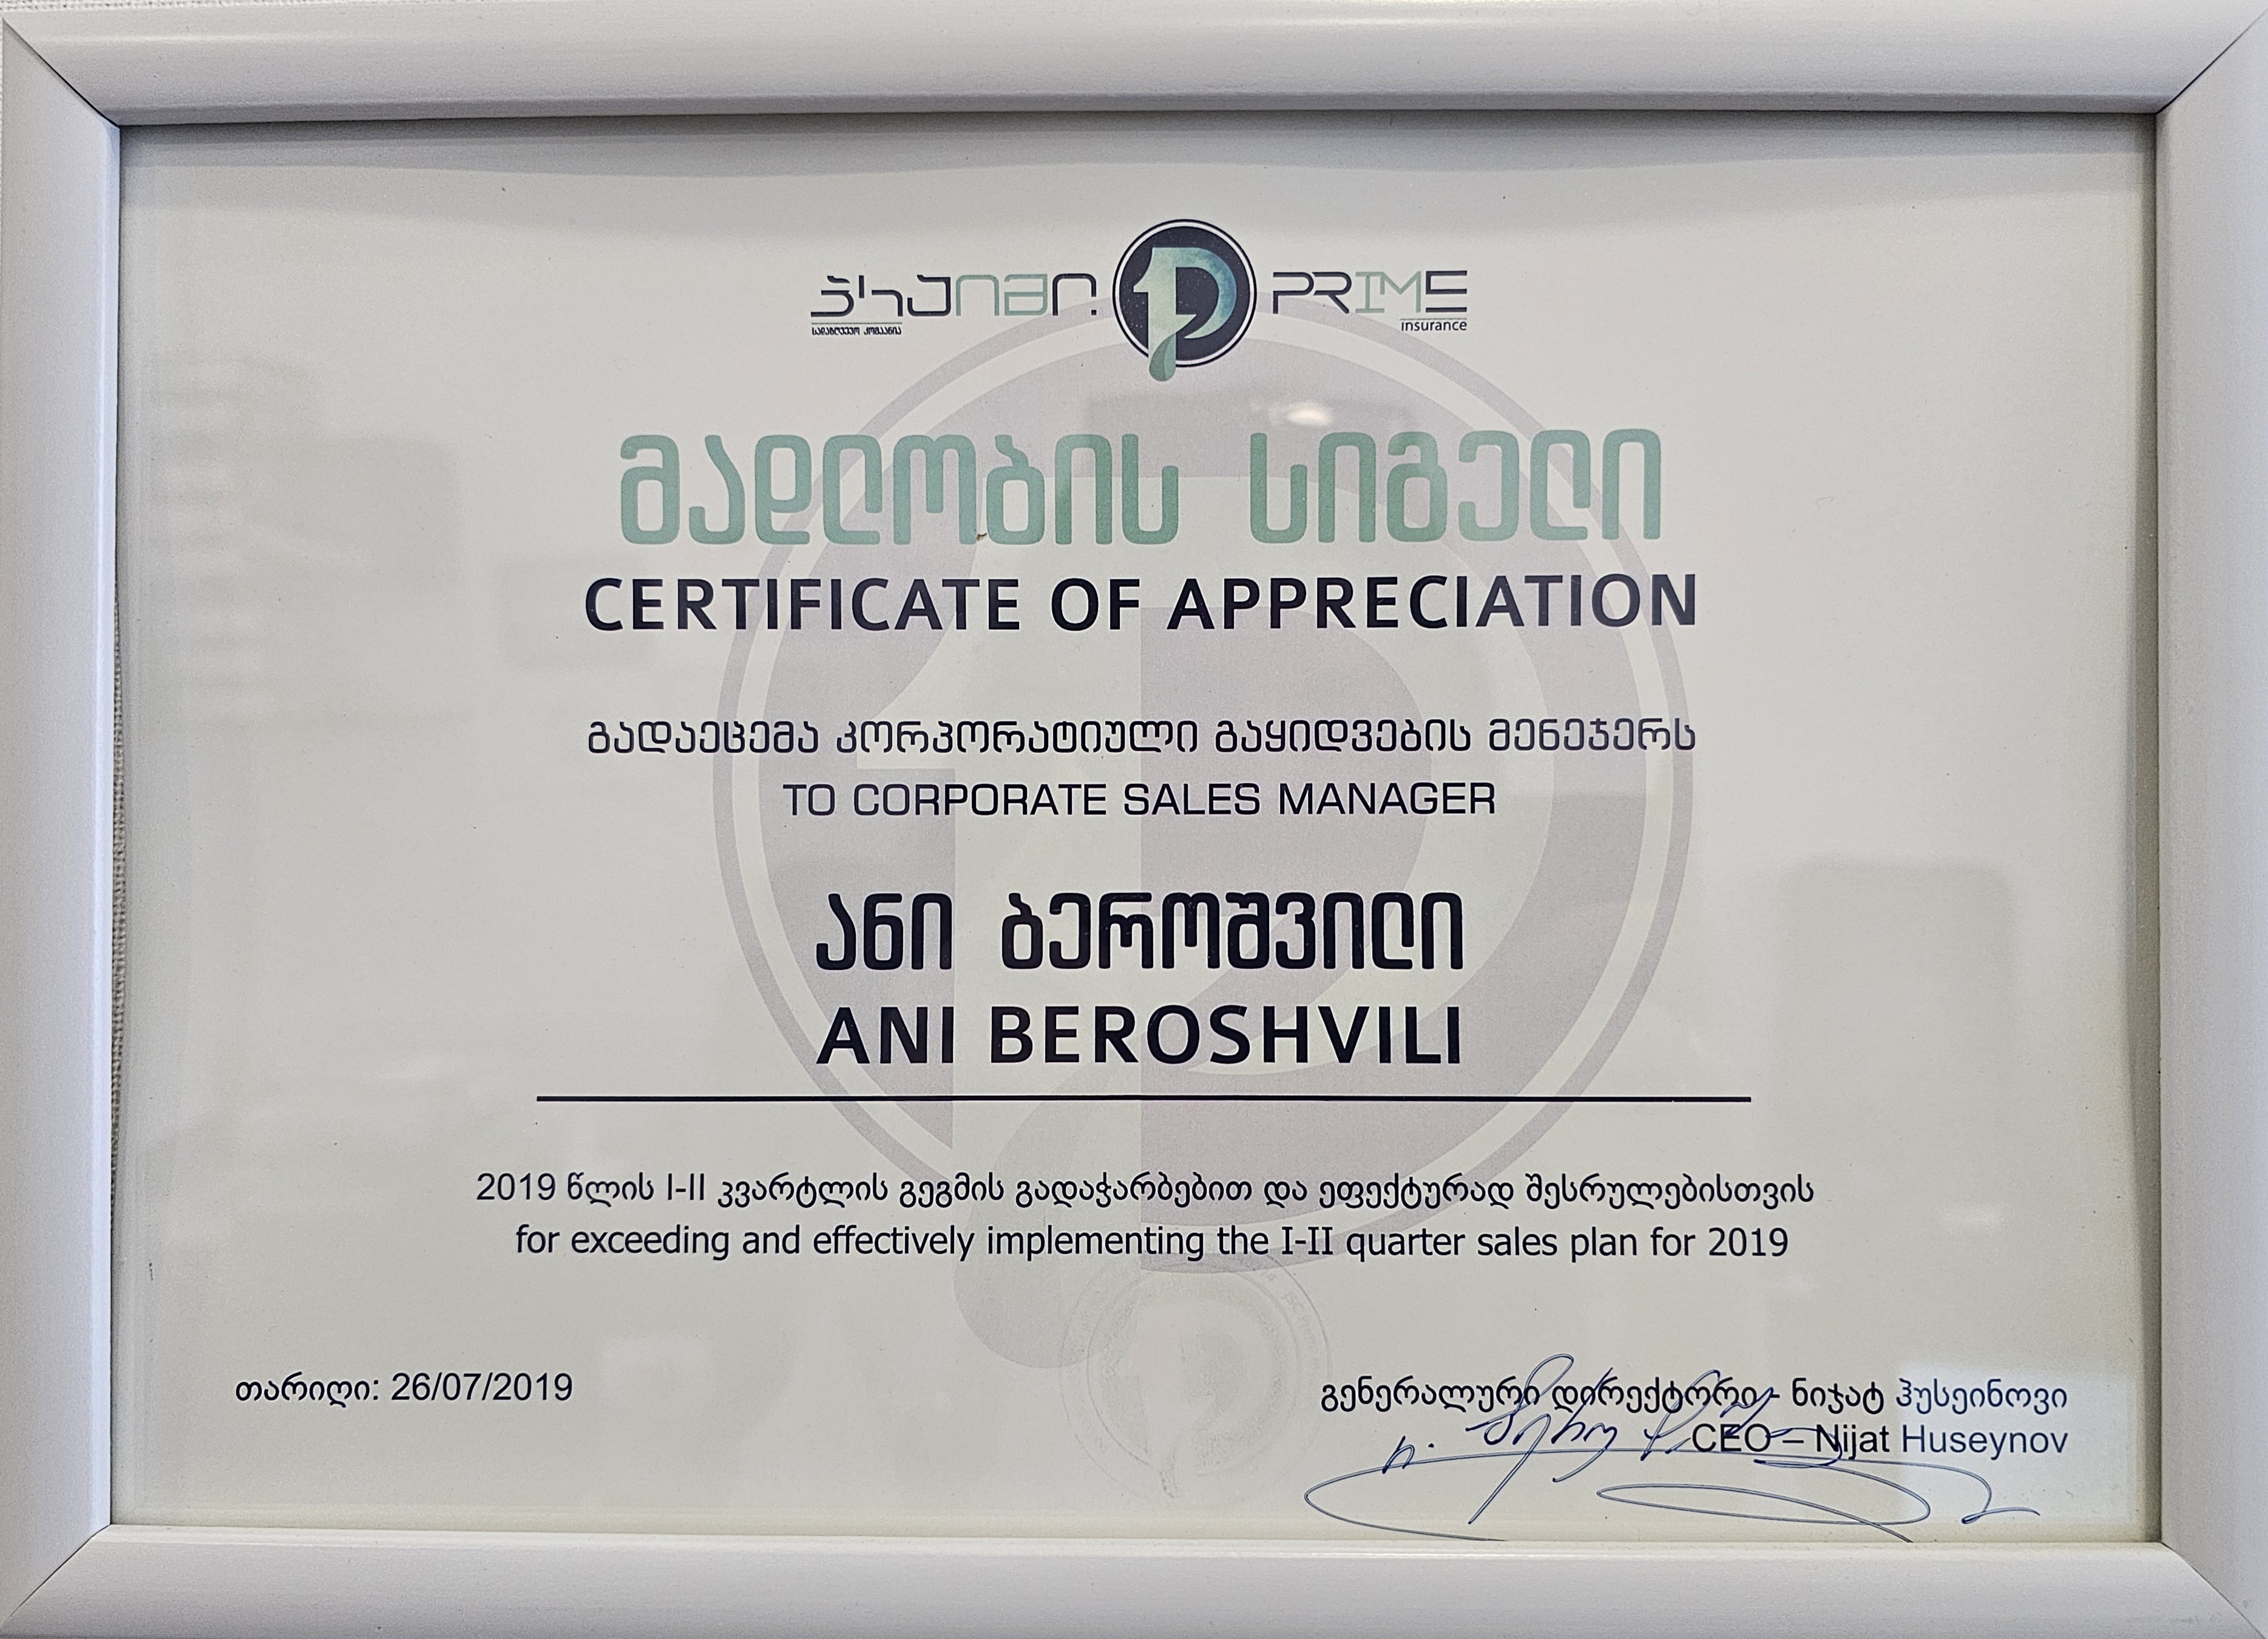 პრაიმი PRIME
სადაზღვევო კომპანია insurance
მადლობის სიგელი
CERTIFICATE OF APPRECIATION
გადაეცემა კორპორატიული გაყიდვების მენეჯერს
TO CORPORATE SALES MANAGER
ანი ბეროშვილი
ANI BEROSHVILI
2019 წლის I-II კვარტლის გეგმის გადაჭარბებით და ეფექტურად შესრულებისთვის
for exceeding and effectively implementing the I-II quarter sales plan for 2019
თარიღი: 26/07/2019
გენერალური დირექტორი - ნიჯატ ჰუსეინოვი
CEO – Nijat Huseynov